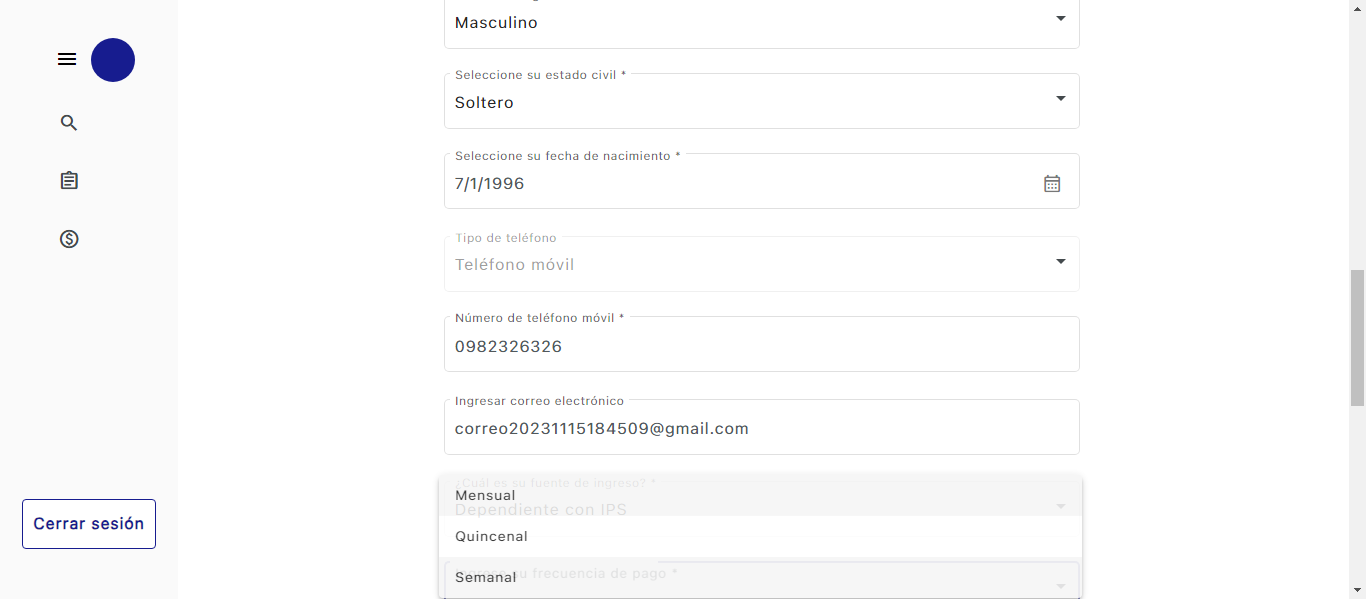 Masculino
Seleccione su estado civil *
Soltero
Seleccione su fecha de nacimiento *
7/1/1996
Tipo de teléfono
Teléfono móvil
Número de teléfono móvil *
0982326326
Ingresar correo electrónico
correo20231115184509@gmail.com
¿Cuál es su fuente de ingreso? *
Mensual
Dependiente con IPS
Quincenal
su frecuencia de pago *
Semanal
Cerrar sesión